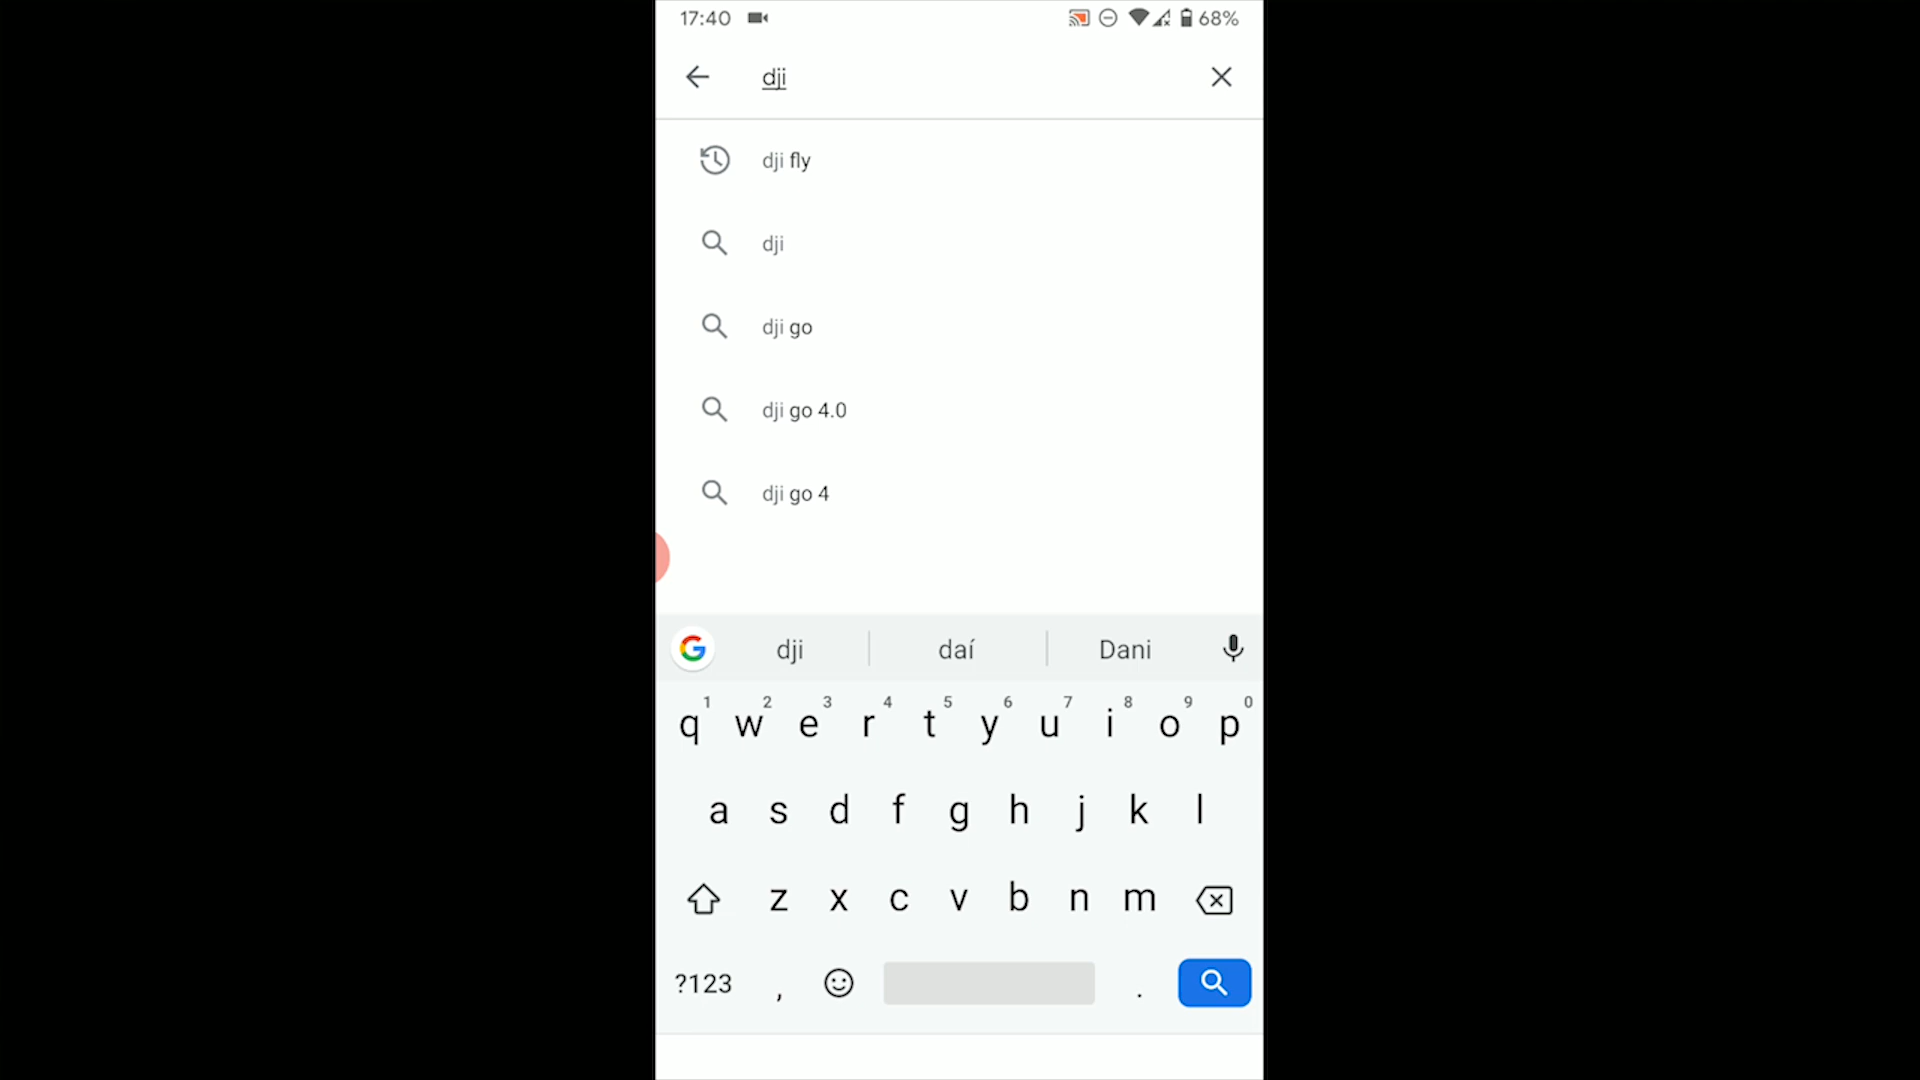 17:40 68%
dji
dji fly
dji
dji go
dji go 4.0
dji go 4
dji daí Dani
1 2 3 4 5 6 7 8 9 0
q w e r t y u i o p
a s d f g h j k l
z x c v b n m
?123 , .